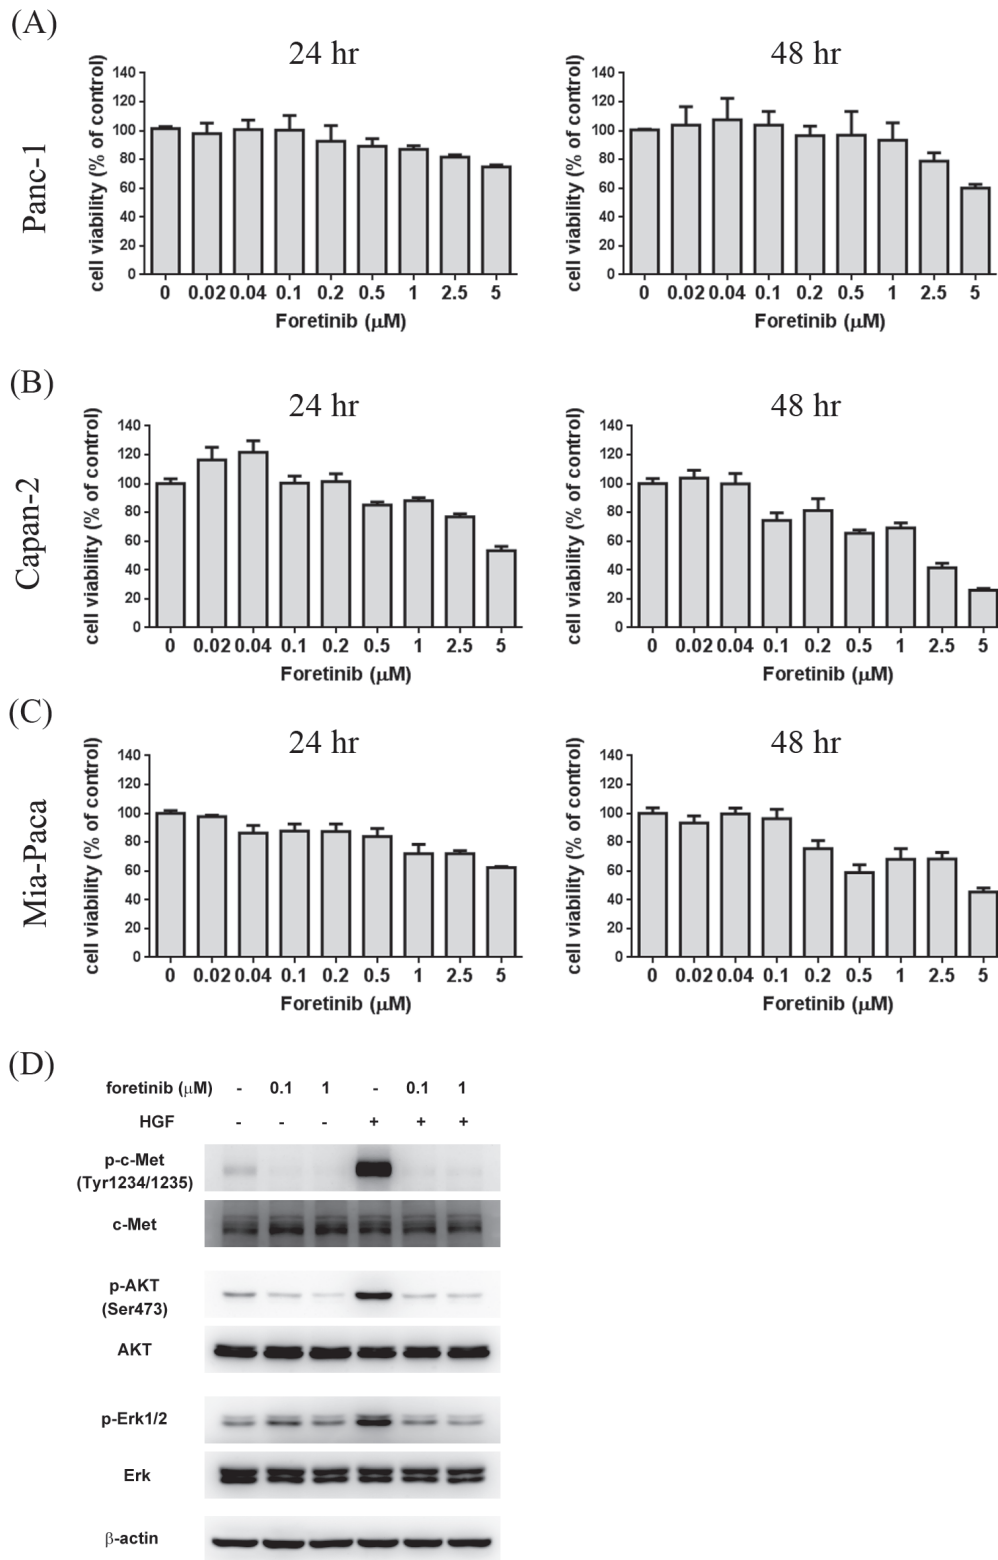 (A)
Panc-1
24 hr
cell viability (% of control)
140
120
100
80
60
40
20
0
0 0.02 0.04 0.1 0.2 0.5 1 2.5 5
Foretinib (μM)
48 hr
cell viability (% of control)
140
120
100
80
60
40
20
0
0 0.02 0.04 0.1 0.2 0.5 1 2.5 5
Foretinib (μM)
(B)
Capan-2
24 hr
cell viability (% of control)
140
120
100
80
60
40
20
0
0 0.02 0.04 0.1 0.2 0.5 1 2.5 5
Foretinib (μM)
48 hr
cell viability (% of control)
140
120
100
80
60
40
20
0
0 0.02 0.04 0.1 0.2 0.5 1 2.5 5
Foretinib (μM)
(C)
Mia-Paca
24 hr
cell viability (% of control)
140
120
100
80
60
40
20
0
0 0.02 0.04 0.1 0.2 0.5 1 2.5 5
Foretinib (μM)
48 hr
cell viability (% of control)
140
120
100
80
60
40
20
0
0 0.02 0.04 0.1 0.2 0.5 1 2.5 5
Foretinib (μM)
(D)
foretinib (μM) - 0.1 1 - 0.1 1
HGF - - - + + +
p-c-Met
(Tyr1234/1235)
c-Met
p-AKT
(Ser473)
AKT
p-Erk1/2
Erk
β-actin